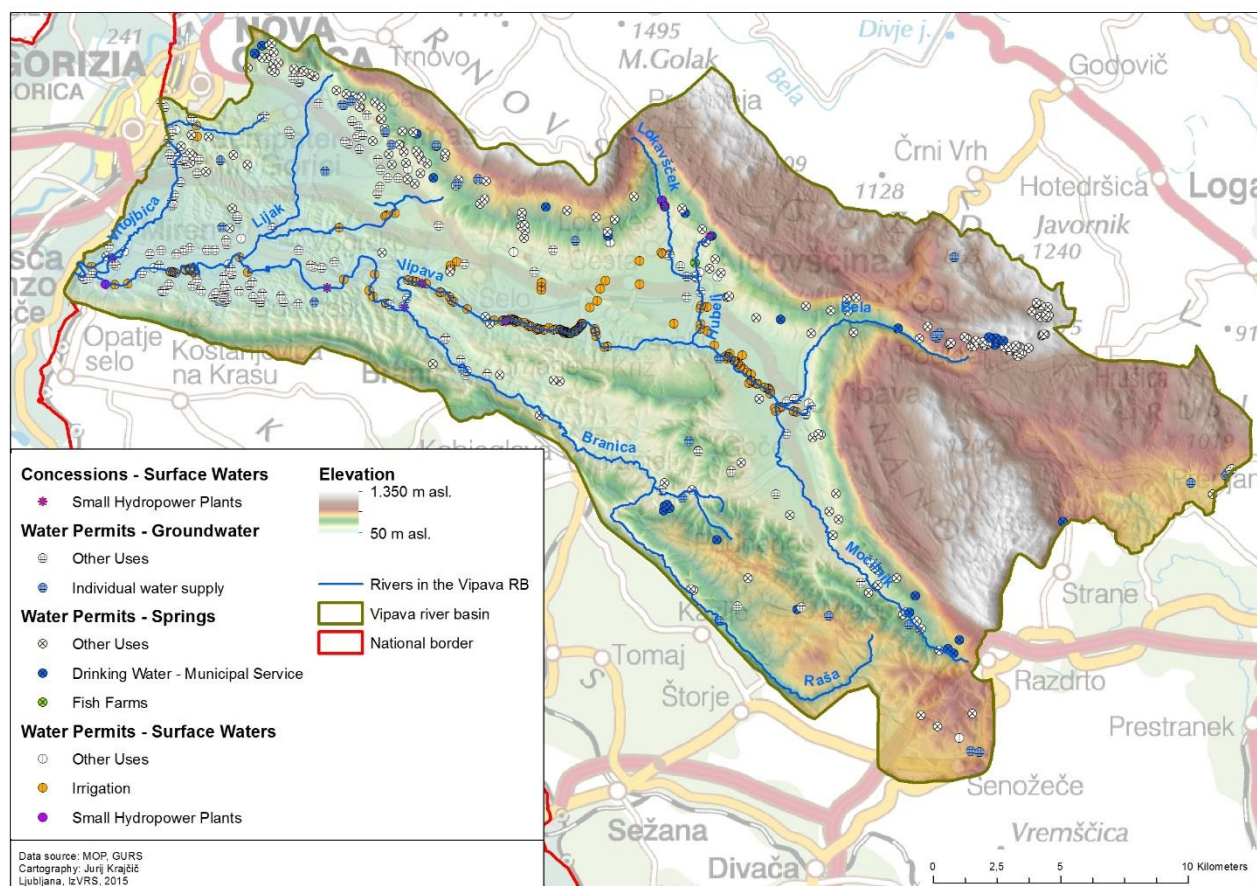 NOVA
GORICA
GORIZIA
241
Trnovo
1495
M.Golak
Divje j.
Bela
Godovič
Črni Vrh
1128
Hotedršica
Javornik
1240
Lokavšček
Vrtojbica
Lijak
Vipava
Hubelj
Bela
Opatje
selo
Kostanjevica
na Krašu
Branica
Močilnik
Raša
Tomaj
Štorje
Strane
Razdrto
Prestranek
Senožeče
Sežana
Divača
Vremščica
Concessions - Surface Waters
Small Hydropower Plants
Water Permits - Groundwater
Other Uses
Individual water supply
Water Permits - Springs
Other Uses
Drinking Water - Municipal Service
Fish Farms
Water Permits - Surface Waters
Other Uses
Irrigation
Small Hydropower Plants
Elevation
1.350 m asl.
50 m asl.
Rivers in the Vipava RB
Vipava river basin
National border
Data source: MOP, GURS
Cartography: Jurij Krajčič
Ljubljana, IzVRS, 2015
0 2,5 5 10 Kilometers